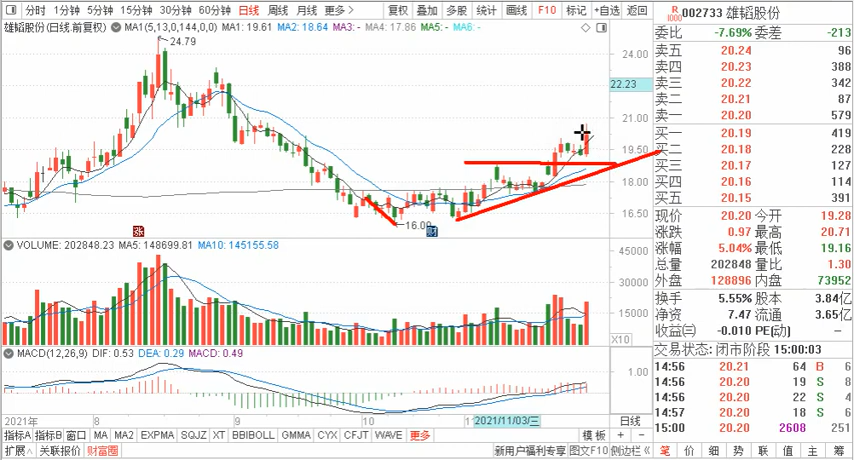 分时 1分钟 5分钟 15分钟 30分钟 60分钟 日线 周线 月线 更多> 复权 叠加 多股 统计 画线 F10 标记 +自选 返回
雄韬股份(日线.前复权) MA1(5,13,0,144,0,0) MA1: 19.61 MA2: 18.64 MA3: - MA4: 17.86 MA5: - MA6: -
24.79
24.00
22.23
21.00
19.50
18.00
16.50
16.00
涨
财
VOLUME: 202848.23 MA5: 148699.81 MA10: 145155.58
45000
30000
15000
X10
MACD(12,26,9) DIF: 0.53 DEA: 0.29 MACD: 0.49
1.00
2021年 8 9 10 11 2021/11/03/三 日线
指标A 指标B 窗口 MA MA2 EXPMA SQJZ XT BBIBOLL GMMA CYX CFJT WAVE 更多 模板 + -
扩展∧ 关联报价 财富圈 新用户福利专享 图文F10 侧边栏
R
1000 002733 雄韬股份
委比 -7.69% 委差 -213
卖五 20.24 96
卖四 20.23 388
卖三 20.22 342
卖二 20.21 87
卖一 20.20 579
买一 20.19 419
买二 20.18 228
买三 20.17 127
买四 20.16 114
买五 20.15 391
现价 20.20 今开 19.28
涨跌 0.97 最高 20.71
涨幅 5.04% 最低 19.16
总量 202848 量比 1.30
外盘 128896 内盘 73952
换手 5.55% 股本 3.84亿
净资 7.47 流通 3.65亿
收益㈢ -0.010 PE(动) –
交易状态: 闭市阶段 15:00:03
14:56 20.21 64 B 6
14:56 20.20 19 S 8
14:56 20.20 22 S 4
14:57 20.20 18 S 6
15:00 20.20 2608 251
笔 价 细 势 联 值 主 筹